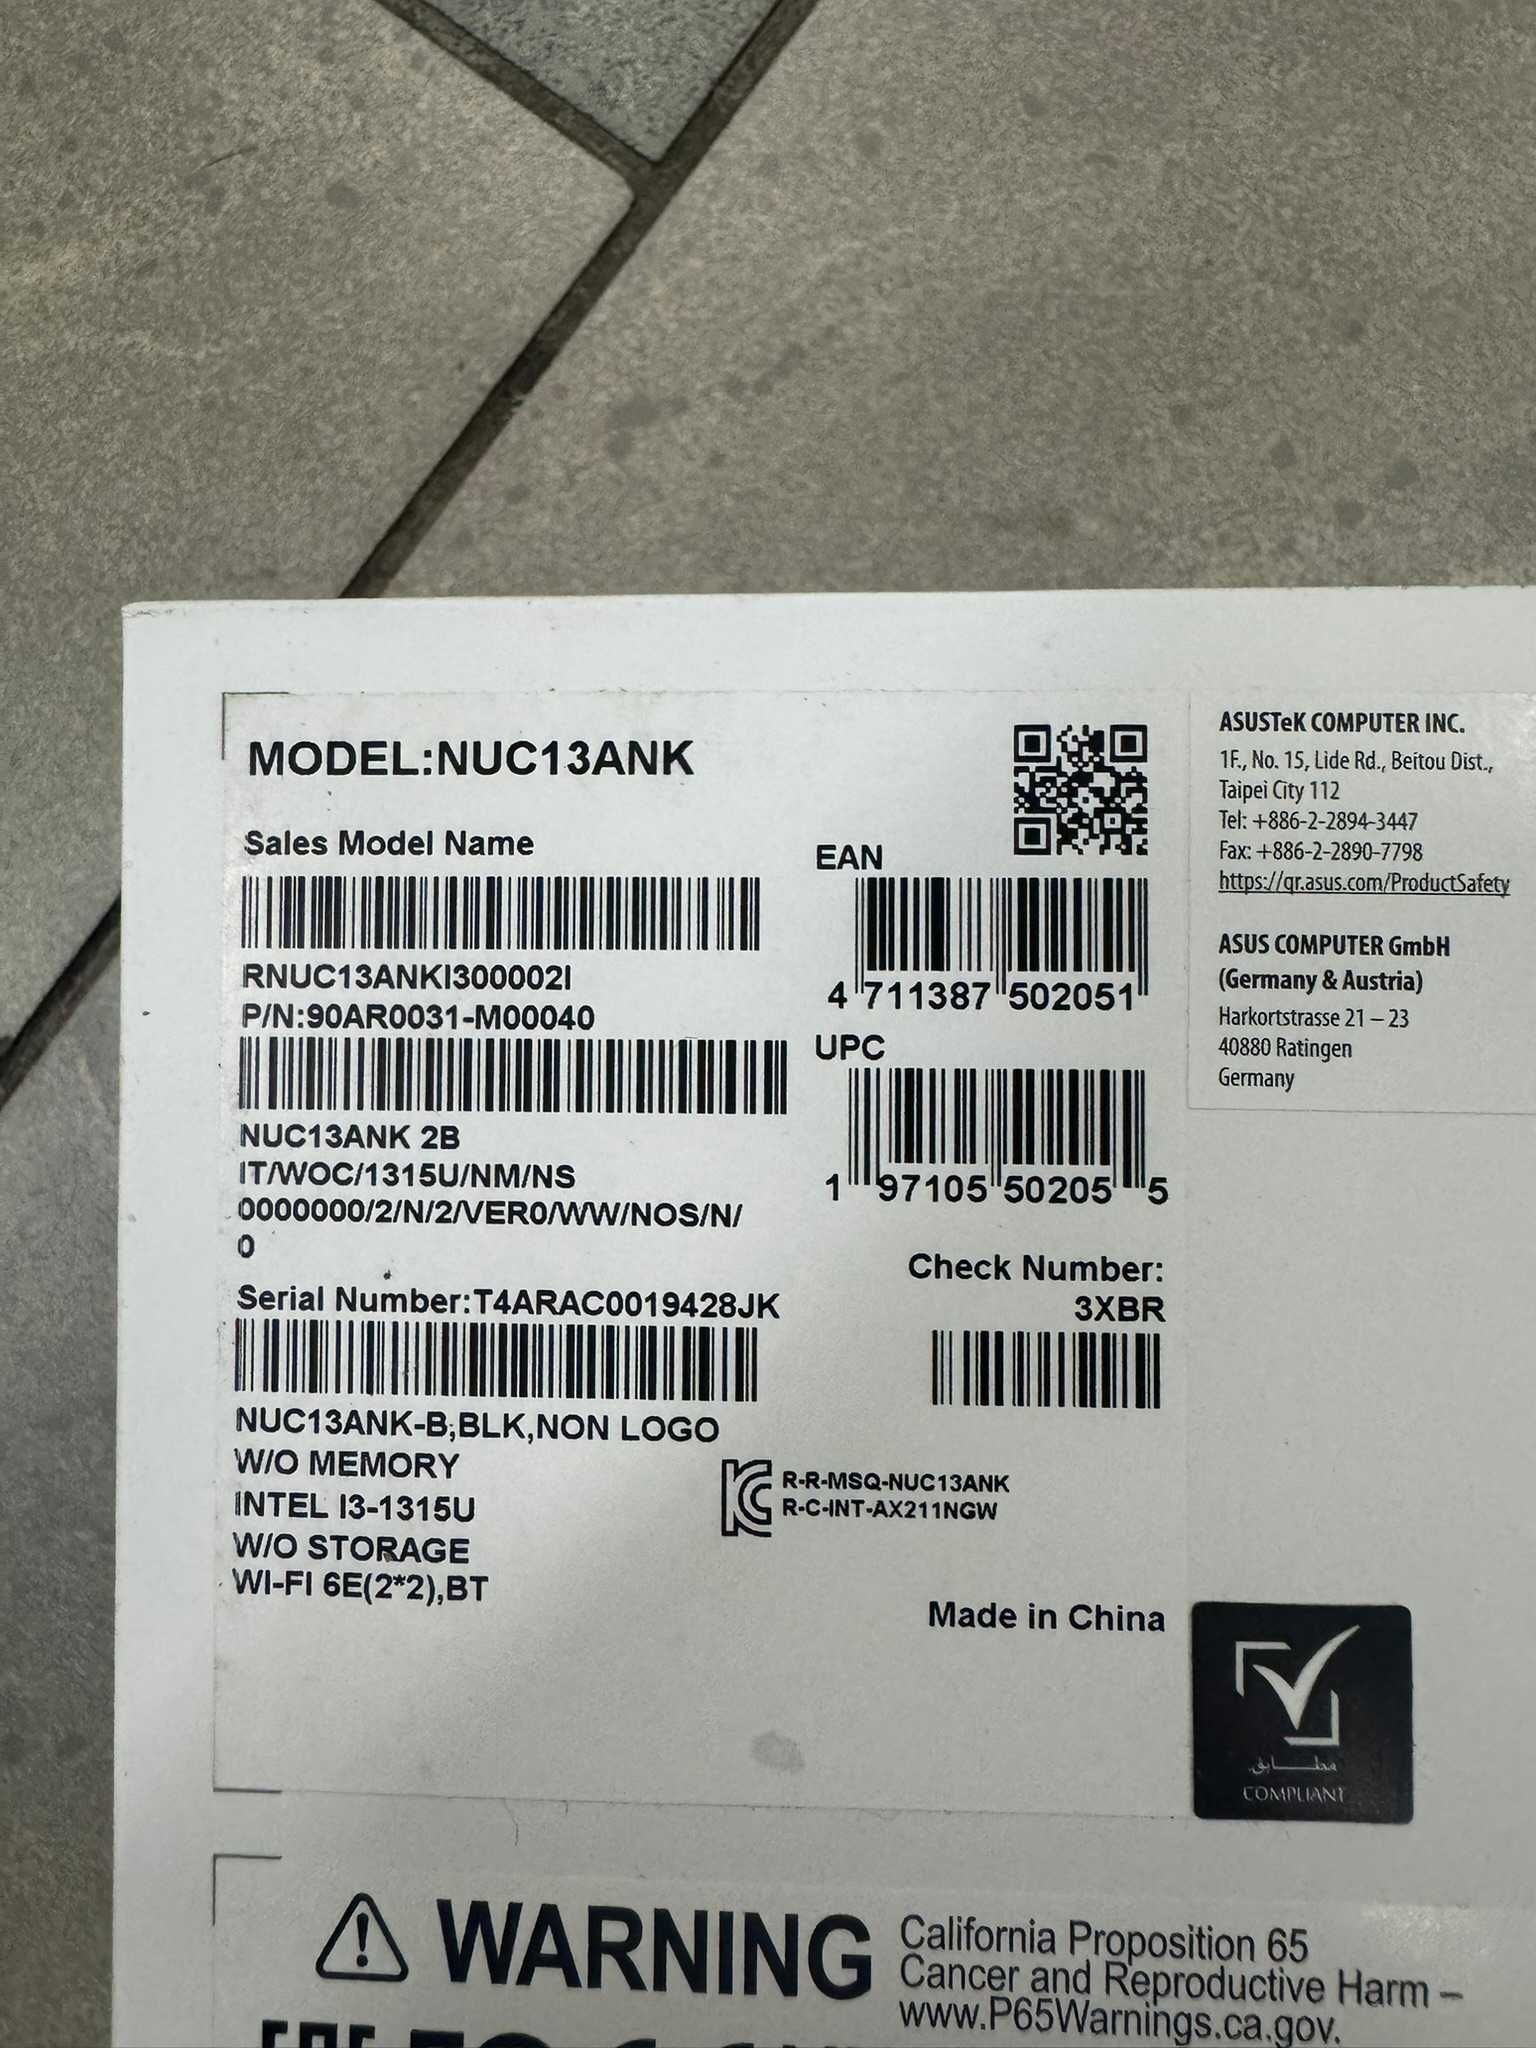 MODEL:NUC13ANK
Sales Model Name
RNUC13ANKI300002I
P/N:90AR0031-M00040
NUC13ANK 2B
IT/WOC/1315U/NM/NS
0000000/2/N/2/VER0/WW/NOS/N/
0
Serial Number:T4ARAC0019428JK
NUC13ANK-B,BLK,NON LOGO
W/O MEMORY
INTEL I3-1315U
W/O STORAGE
WI-FI 6E(2*2),BT
EAN
4 711387 502051
UPC
1 97105 50205 5
Check Number:
3XBR
R-R-MSQ-NUC13ANK
R-C-INT-AX211NGW
Made in China
ASUSTeK COMPUTER INC.
1F., No. 15, Lide Rd., Beitou Dist.,
Taipei City 112
Tel: +886-2-2894-3447
Fax: +886-2-2890-7798
https://qr.asus.com/ProductSafety
ASUS COMPUTER GmbH
(Germany & Austria)
Harkortstrasse 21 – 23
40880 Ratingen
Germany
مطابق
COMPLIANT
WARNING
California Proposition 65
Cancer and Reproductive Harm –
www.P65Warnings.ca.gov.